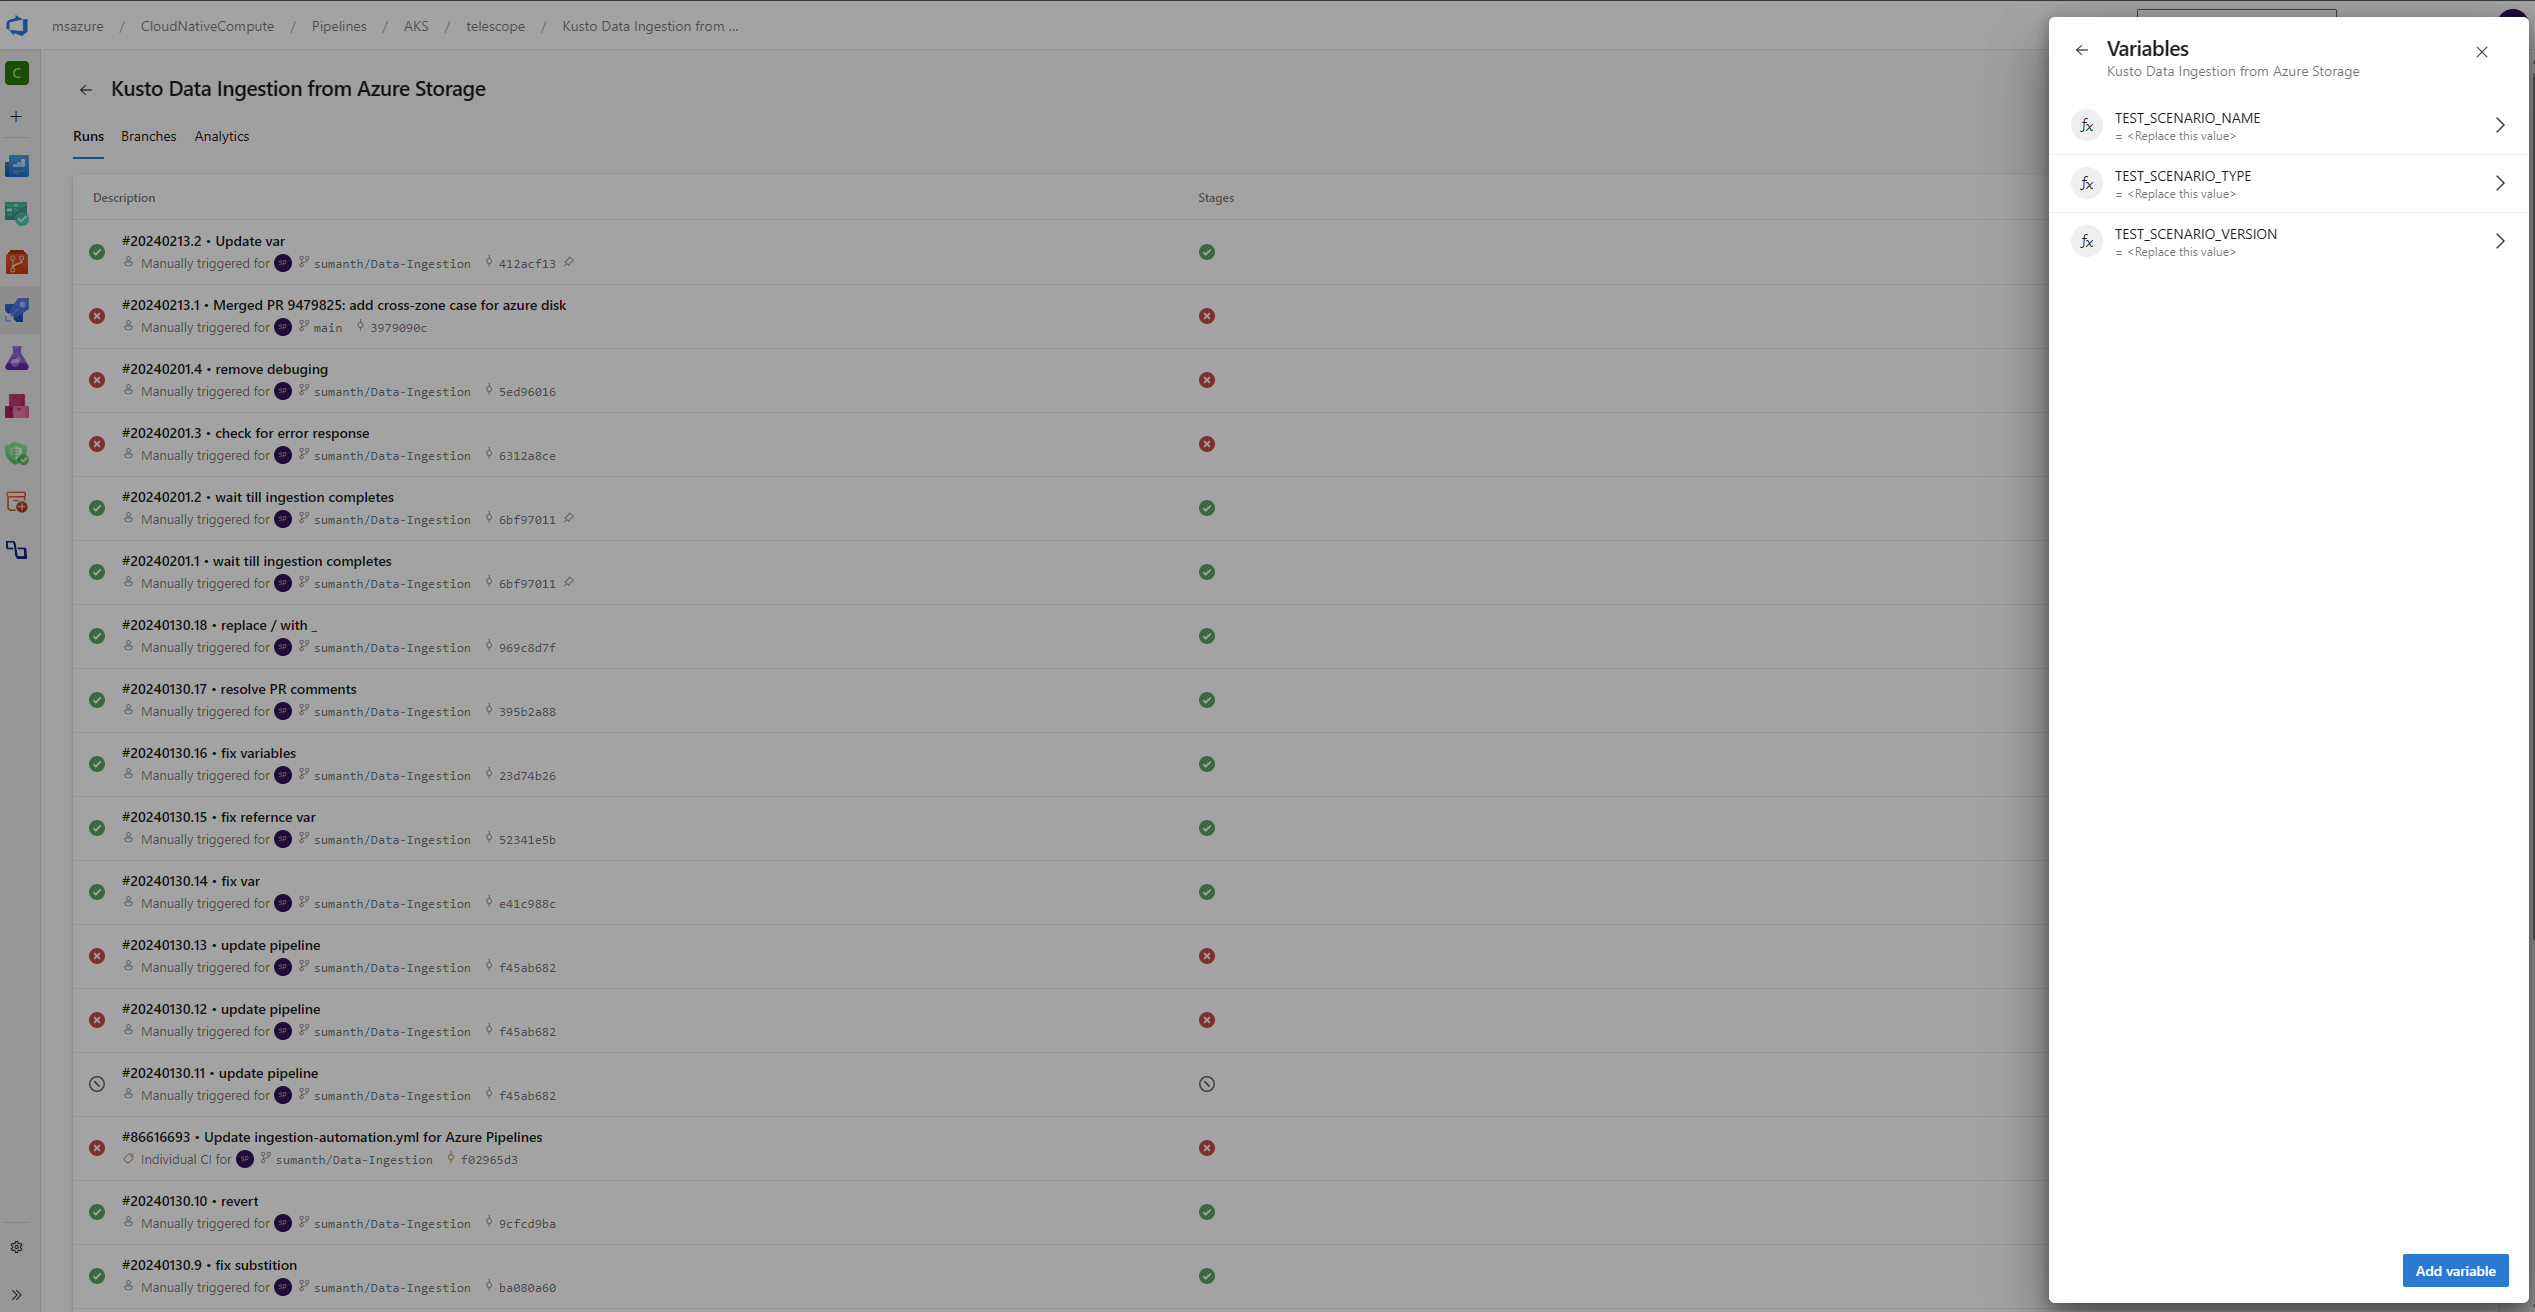 msazure / CloudNativeCompute / Pipelines / AKS / telescope / Kusto Data Ingestion from ...
C
Kusto Data Ingestion from Azure Storage
Runs Branches Analytics
Description Stages
#20240213.2 • Update var
Manually triggered for SP sumanth/Data-Ingestion 412acf13
#20240213.1 • Merged PR 9479825: add cross-zone case for azure disk
Manually triggered for SP main 3979090c
#20240201.4 • remove debuging
Manually triggered for SP sumanth/Data-Ingestion 5ed96016
#20240201.3 • check for error response
Manually triggered for SP sumanth/Data-Ingestion 6312a8ce
#20240201.2 • wait till ingestion completes
Manually triggered for SP sumanth/Data-Ingestion 6bf97011
#20240201.1 • wait till ingestion completes
Manually triggered for SP sumanth/Data-Ingestion 6bf97011
#20240130.18 • replace / with _
Manually triggered for SP sumanth/Data-Ingestion 969c8d7f
#20240130.17 • resolve PR comments
Manually triggered for SP sumanth/Data-Ingestion 395b2a88
#20240130.16 • fix variables
Manually triggered for SP sumanth/Data-Ingestion 23d74b26
#20240130.15 • fix refernce var
Manually triggered for SP sumanth/Data-Ingestion 52341e5b
#20240130.14 • fix var
Manually triggered for SP sumanth/Data-Ingestion e41c988c
#20240130.13 • update pipeline
Manually triggered for SP sumanth/Data-Ingestion f45ab682
#20240130.12 • update pipeline
Manually triggered for SP sumanth/Data-Ingestion f45ab682
#20240130.11 • update pipeline
Manually triggered for SP sumanth/Data-Ingestion f45ab682
#86616693 • Update ingestion-automation.yml for Azure Pipelines
Individual CI for SP sumanth/Data-Ingestion f02965d3
#20240130.10 • revert
Manually triggered for SP sumanth/Data-Ingestion 9cfcd9ba
#20240130.9 • fix substition
Manually triggered for SP sumanth/Data-Ingestion ba080a60
Variables
Kusto Data Ingestion from Azure Storage
fx TEST_SCENARIO_NAME
= <Replace this value>
fx TEST_SCENARIO_TYPE
= <Replace this value>
fx TEST_SCENARIO_VERSION
= <Replace this value>
Add variable